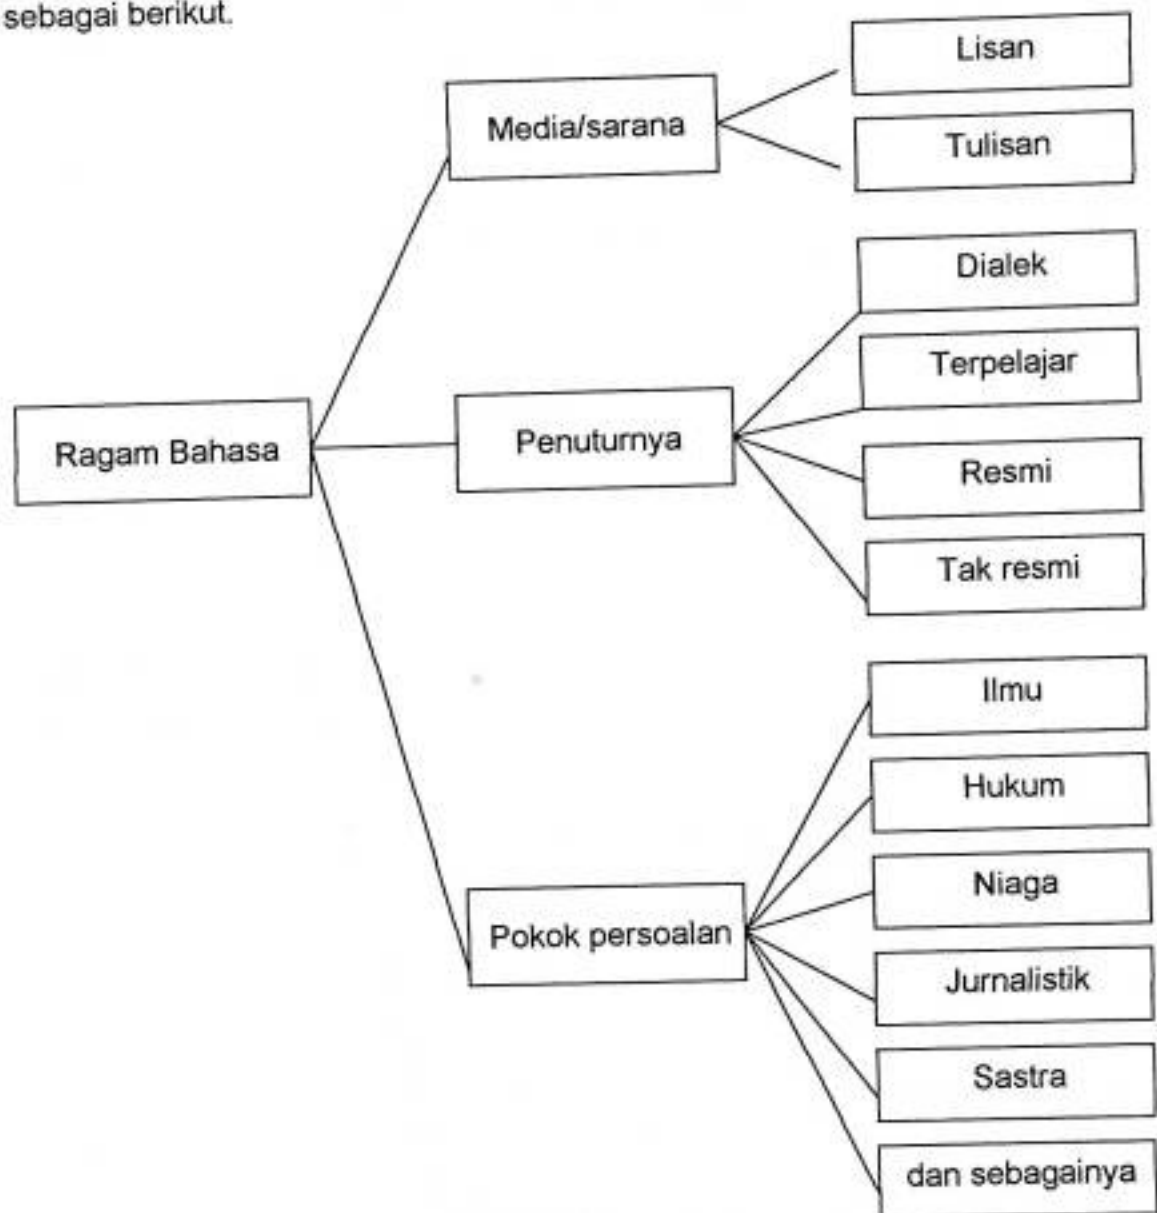 sebagai berikut.
Ragam Bahasa
Media/sarana
Lisan
Tulisan
Penuturnya
Dialek
Terpelajar
Resmi
Tak resmi
Pokok persoalan
Ilmu
Hukum
Niaga
Jurnalistik
Sastra
dan sebagainya